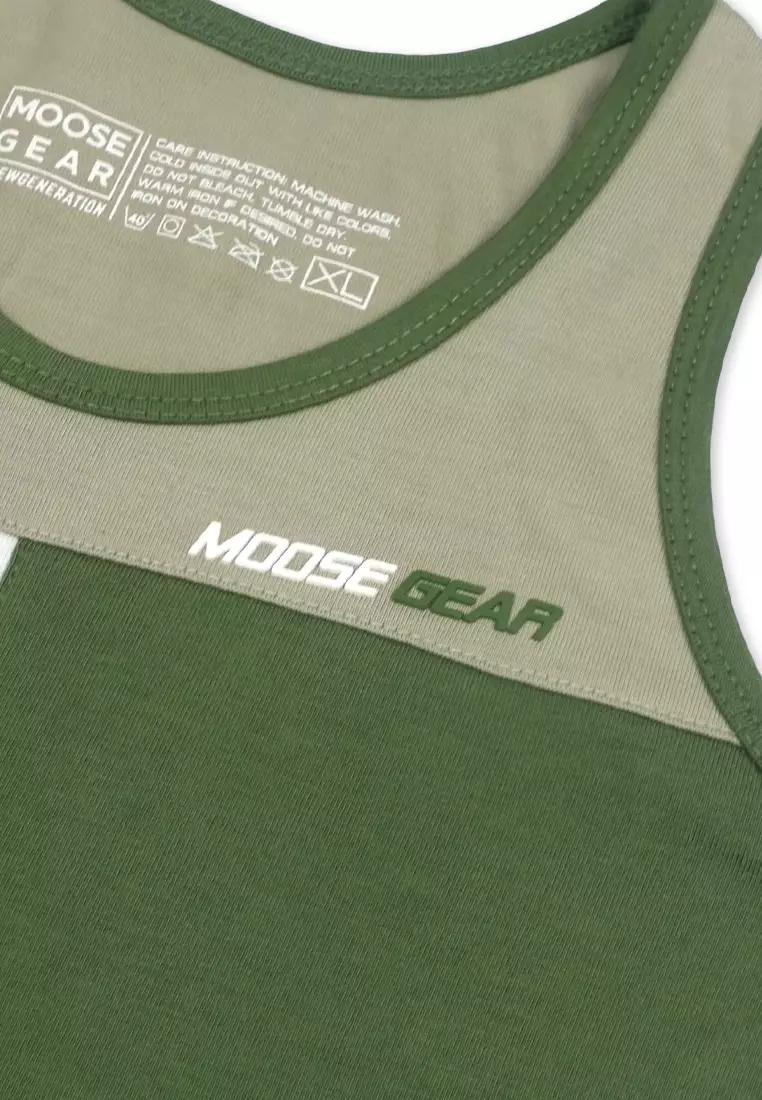 MOOSE
GEAR
EWGENERATION
CARE INSTRUCTION: MACHINE WASH,
COLD INSIDE OUT WITH LIKE COLORS,
DO NOT BLEACH, TUMBLE DRY,
WARM IRON IF DESIRED, DO NOT
IRON ON DECORATION
40°
XL
MOOSE GEAR